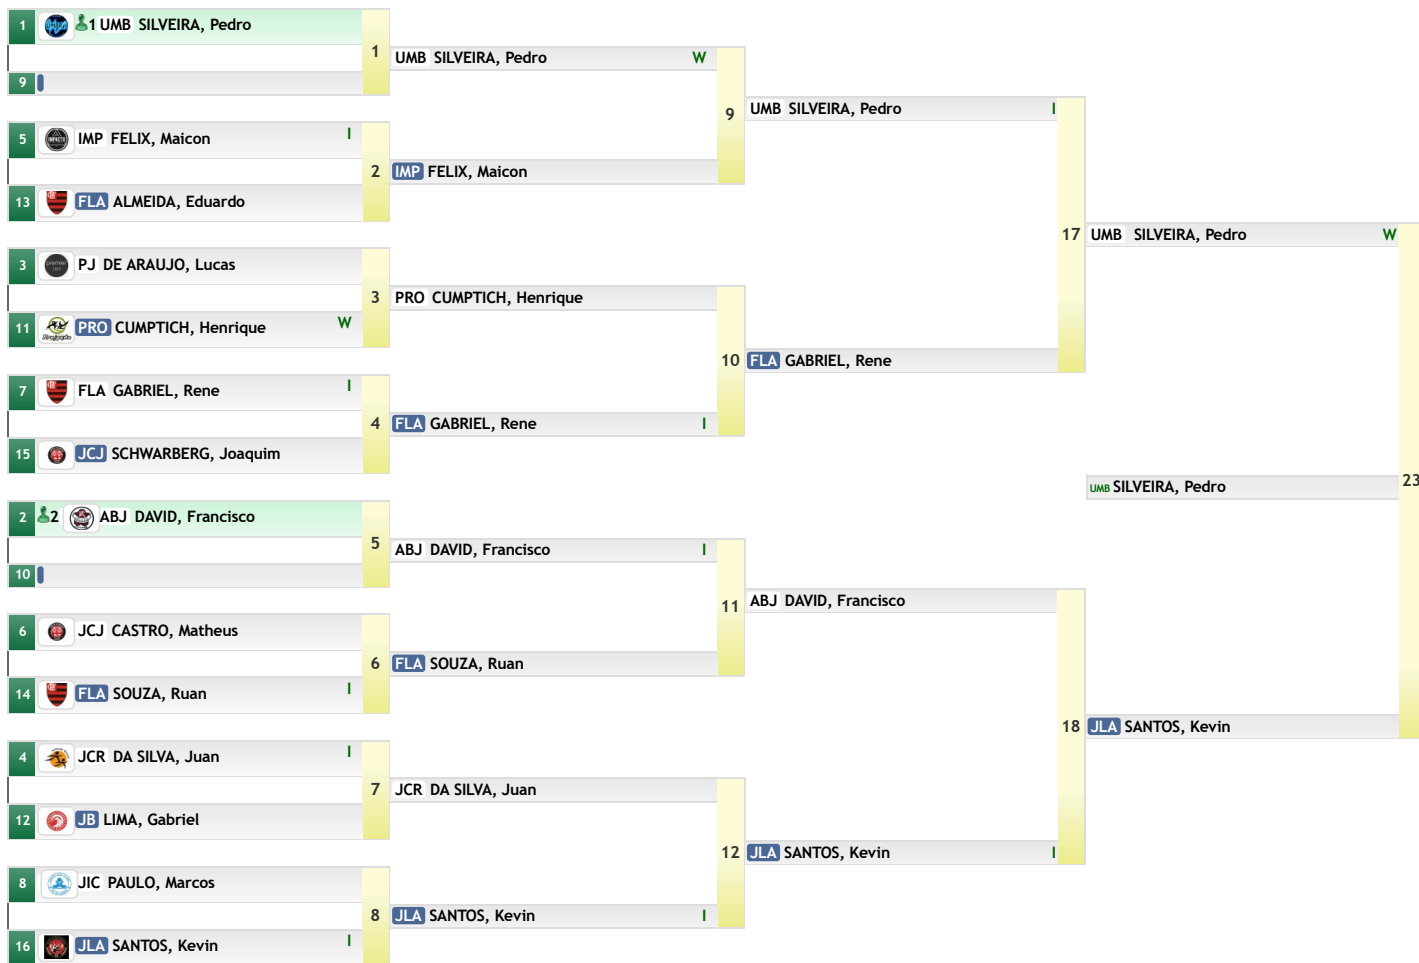 1 1 UMB SILVEIRA, Pedro
1
9
UMB SILVEIRA, Pedro W
5 IMP FELIX, Maicon I
2
13 FLA ALMEIDA, Eduardo
IMP FELIX, Maicon
9
UMB SILVEIRA, Pedro I
3 PJ DE ARAUJO, Lucas
3
11 PRO CUMPTICH, Henrique W
PRO CUMPTICH, Henrique
7 FLA GABRIEL, Rene I
4
15 JCJ SCHWARBERG, Joaquim
FLA GABRIEL, Rene I
10
FLA GABRIEL, Rene
17
UMB SILVEIRA, Pedro W
2 2 ABJ DAVID, Francisco
5
10
ABJ DAVID, Francisco I
6 JCJ CASTRO, Matheus
6
14 FLA SOUZA, Ruan I
FLA SOUZA, Ruan
11
ABJ DAVID, Francisco
4 JCR DA SILVA, Juan I
7
12 JB LIMA, Gabriel
JCR DA SILVA, Juan
8 JIC PAULO, Marcos
8
16 JLA SANTOS, Kevin I
JLA SANTOS, Kevin I
12
JLA SANTOS, Kevin I
18
JLA SANTOS, Kevin
UMB SILVEIRA, Pedro
23